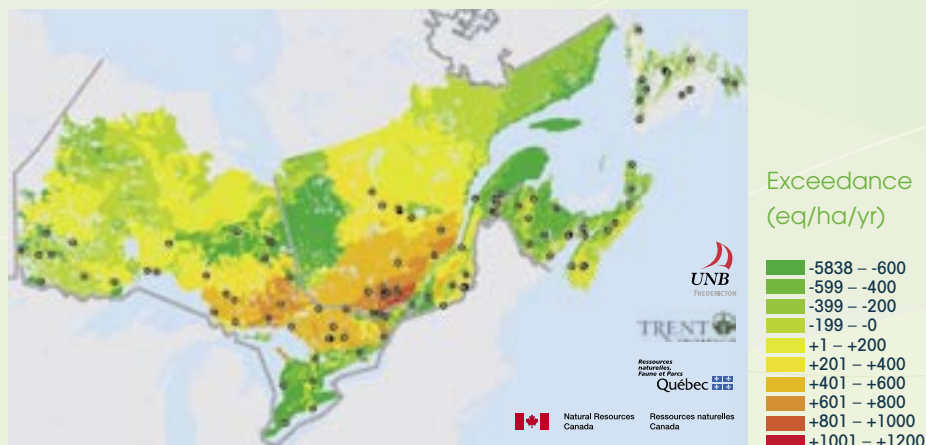 UNB
FREDERICTON
TRENT
Ressources
naturelles,
Faune et Parcs
Québec
Natural Resources
Canada
Ressources naturelles
Canada
Exceedance
(eq/ha/yr)
-5838 – -600
-599 – -400
-399 – -200
-199 – -0
+1 – +200
+201 – +400
+401 – +600
+601 – +800
+801 – +1000
+1001 – +1200